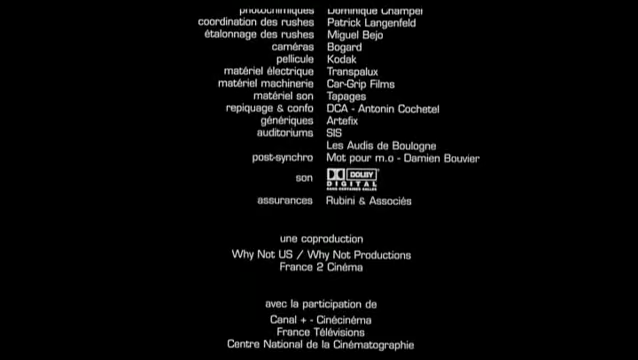 photochimiques Dominique Champel
coordination des rushes Patrick Langenfeld
étalonnage des rushes Miguel Bejo
caméras Bogard
pellicule Kodak
matériel électrique Transpalux
matériel machinerie Car-Grip Films
matériel son Tapages
repiquage & confo DCA - Antonin Cochetel
génériques Artefix
auditoriums SIS
Les Audis de Boulogne
post-synchro Mot pour m.o - Damien Bouvier
son DOLBY
DIGITAL
assurances Rubini & Associés
une coproduction
Why Not US / Why Not Productions
France 2 Cinéma
avec la participation de
Canal + - Cinécinéma
France Télévisions
Centre National de la Cinématographie